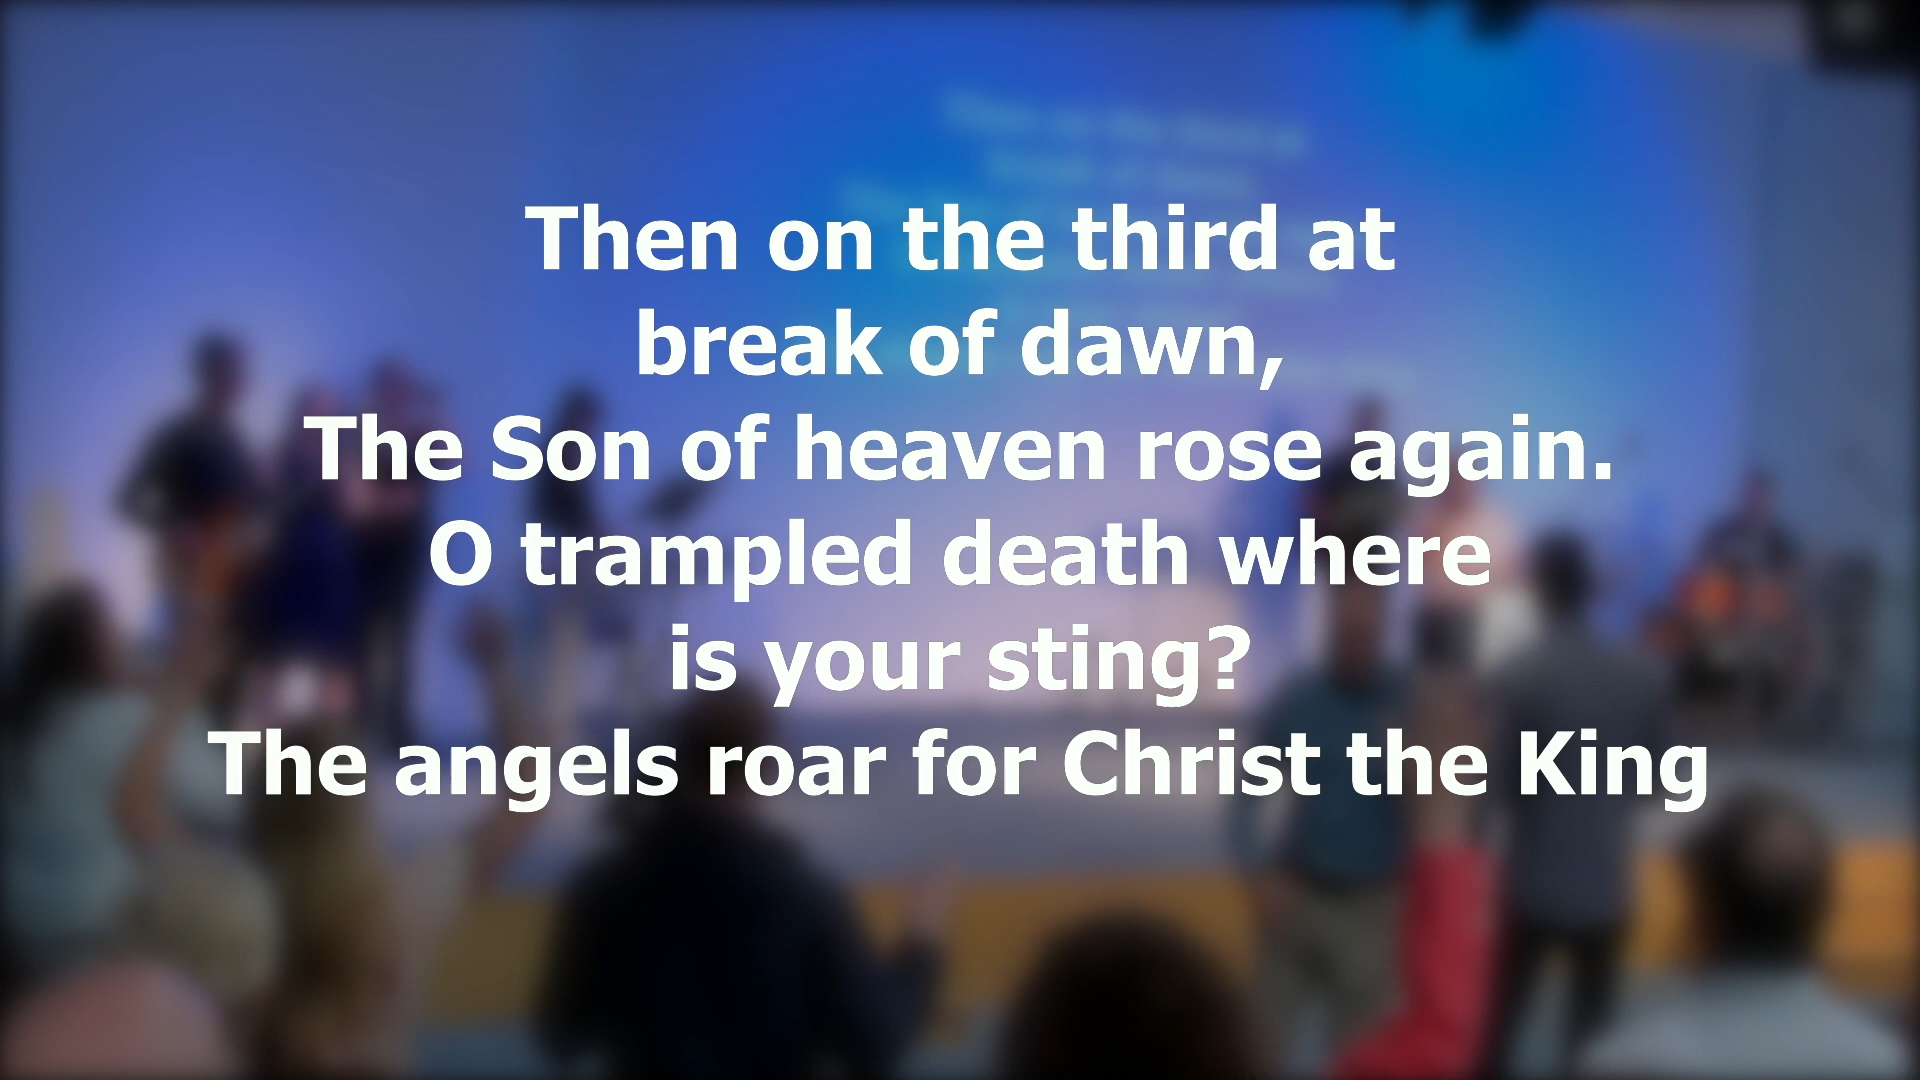 Then on the third at
break of dawn,
The Son of heaven rose again.
O trampled death where
is your sting?
The angels roar for Christ the King